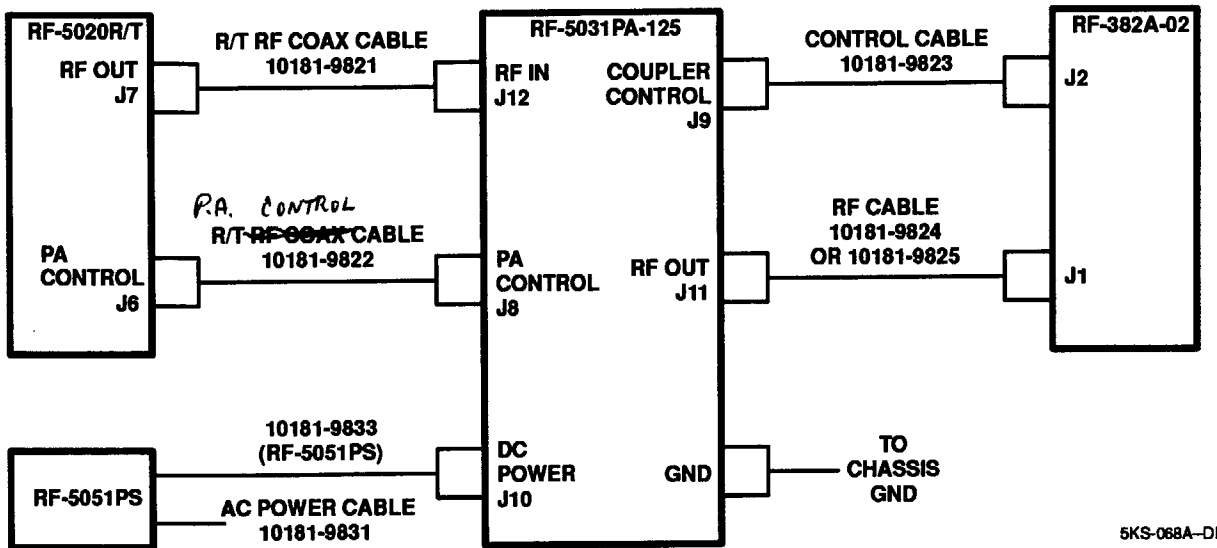 RF-5020R/T
RF OUT
J7
PA
CONTROL
J6
R/T RF COAX CABLE
10181-9821
P.A. CONTROL
R/T RF COAX CABLE
10181-9822
RF-5031PA-125
RF IN
J12
COUPLER
CONTROL
J9
PA
CONTROL
J8
RF OUT
J11
DC
POWER
J10
GND
CONTROL CABLE
10181-9823
RF CABLE
10181-9824
OR 10181-9825
RF-382A-02
J2
J1
RF-5051PS
10181-9833
(RF-5051PS)
AC POWER CABLE
10181-9831
TO
CHASSIS
GND